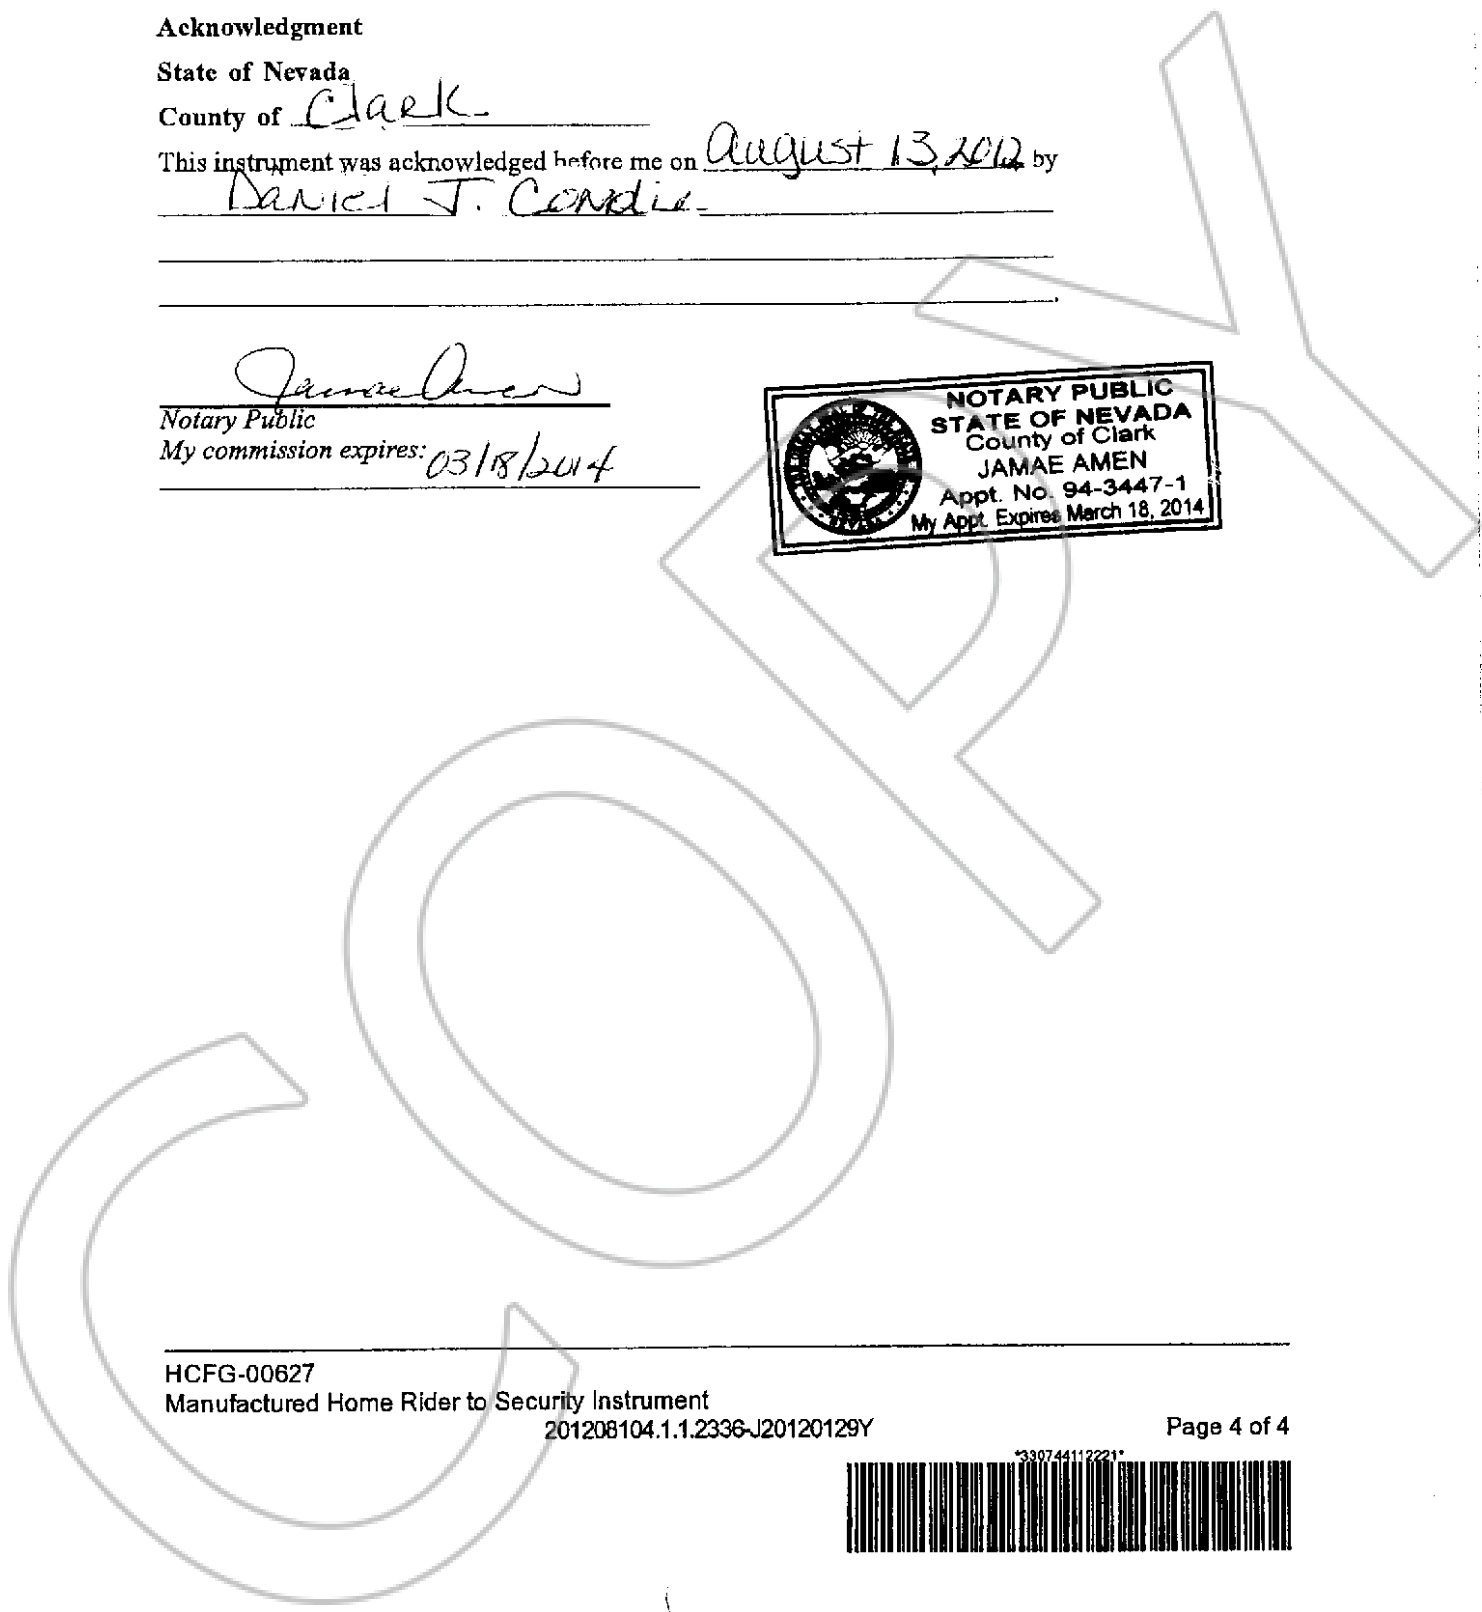 Acknowledgment
State of Nevada
County of Clark
This instrument was acknowledged before me on August 13, 2012 by
Daniel J. Condie
Jamae Amen
Notary Public
My commission expires: 03/18/2014
NOTARY PUBLIC
STATE OF NEVADA
County of Clark
JAMAE AMEN
Appt. No. 94-3447-1
My Appt. Expires March 18, 2014
COPY
HCFG-00627
Manufactured Home Rider to Security Instrument
201208104.1.1.2336-J20120129Y
Page 4 of 4
*330744112221*